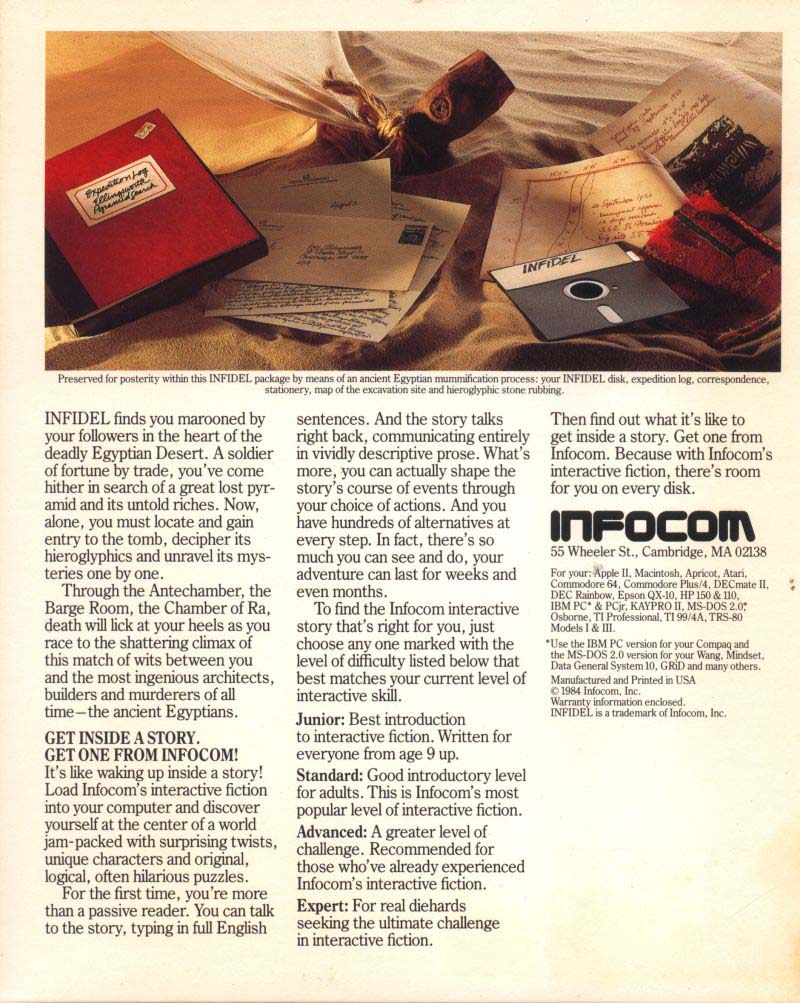 Expedition Log
Ellingsworth
Pyramid Search
August 2
INFIDEL
20 September 1920
Preserved for posterity within this INFIDEL package by means of an ancient Egyptian mummification process: your INFIDEL disk, expedition log, correspondence,
stationery, map of the excavation site and hieroglyphic stone rubbing.
INFIDEL finds you marooned by
your followers in the heart of the
deadly Egyptian Desert. A soldier
of fortune by trade, you've come
hither in search of a great lost pyr-
amid and its untold riches. Now,
alone, you must locate and gain
entry to the tomb, decipher its
hieroglyphics and unravel its mys-
teries one by one.
Through the Antechamber, the
Barge Room, the Chamber of Ra,
death will lick at your heels as you
race to the shattering climax of
this match of wits between you
and the most ingenious architects,
builders and murderers of all
time—the ancient Egyptians.
GET INSIDE A STORY.
GET ONE FROM INFOCOM!
It's like waking up inside a story!
Load Infocom's interactive fiction
into your computer and discover
yourself at the center of a world
jam-packed with surprising twists,
unique characters and original,
logical, often hilarious puzzles.
For the first time, you're more
than a passive reader. You can talk
to the story, typing in full English
sentences. And the story talks
right back, communicating entirely
in vividly descriptive prose. What's
more, you can actually shape the
story's course of events through
your choice of actions. And you
have hundreds of alternatives at
every step. In fact, there's so
much you can see and do, your
adventure can last for weeks and
even months.
To find the Infocom interactive
story that's right for you, just
choose any one marked with the
level of difficulty listed below that
best matches your current level of
interactive skill.
Junior: Best introduction
to interactive fiction. Written for
everyone from age 9 up.
Standard: Good introductory level
for adults. This is Infocom's most
popular level of interactive fiction.
Advanced: A greater level of
challenge. Recommended for
those who've already experienced
Infocom's interactive fiction.
Expert: For real diehards
seeking the ultimate challenge
in interactive fiction.
Then find out what it's like to
get inside a story. Get one from
Infocom. Because with Infocom's
interactive fiction, there's room
for you on every disk.
INFOCOM
55 Wheeler St., Cambridge, MA 02138
For your: Apple II, Macintosh, Apricot, Atari,
Commodore 64, Commodore Plus/4, DECmate II,
DEC Rainbow, Epson QX-10, HP 150 & 110,
IBM PC* & PCjr, KAYPRO II, MS-DOS 2.0,*
Osborne, TI Professional, TI 99/4A, TRS-80
Models I & III.
*Use the IBM PC version for your Compaq and
the MS-DOS 2.0 version for your Wang, Mindset,
Data General System 10, GRiD and many others.
Manufactured and Printed in USA
© 1984 Infocom, Inc.
Warranty information enclosed.
INFIDEL is a trademark of Infocom, Inc.